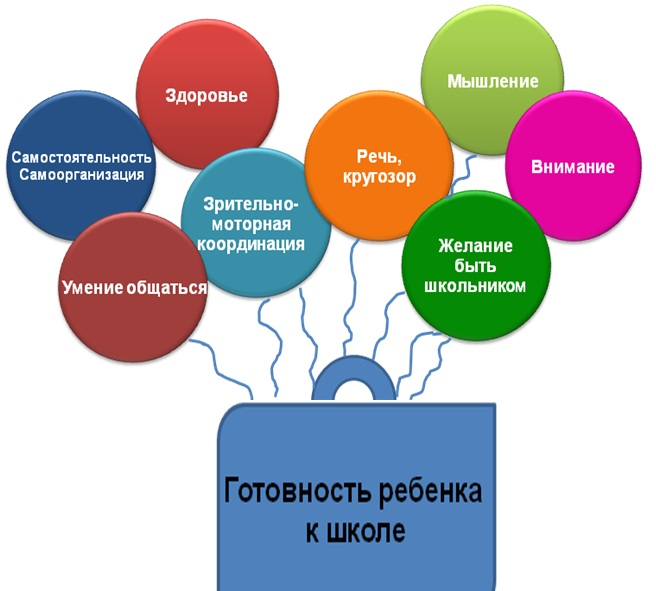 Здоровье
Мышление
Самостоятельность
Самоорганизация
Речь,
кругозор
Внимание
Зрительно-
моторная
координация
Умение общаться
Желание
быть
школьником
Готовность ребенка
к школе